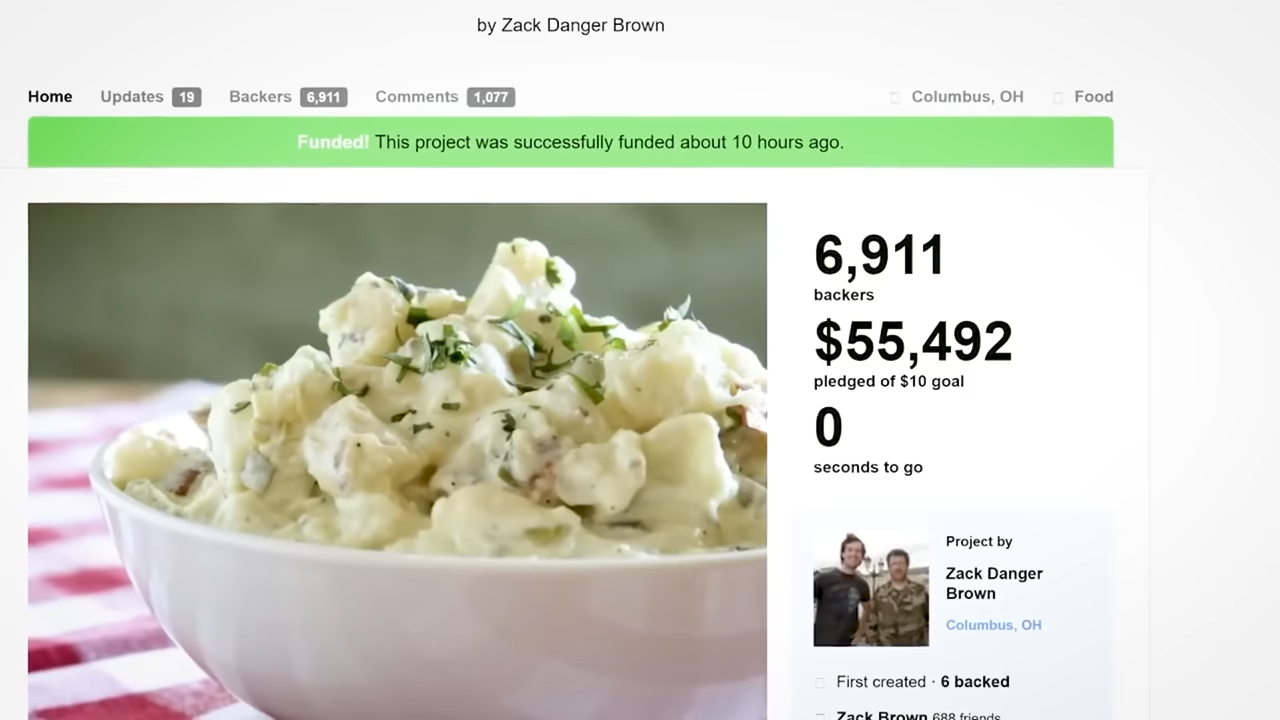 by Zack Danger Brown
Home Updates 19 Backers 6,911 Comments 1,077 Columbus, OH Food
Funded! This project was successfully funded about 10 hours ago.
6,911
backers
$55,492
pledged of $10 goal
0
seconds to go
Project by
Zack Danger
Brown
Columbus, OH
First created · 6 backed
Zack Brown 688 friends